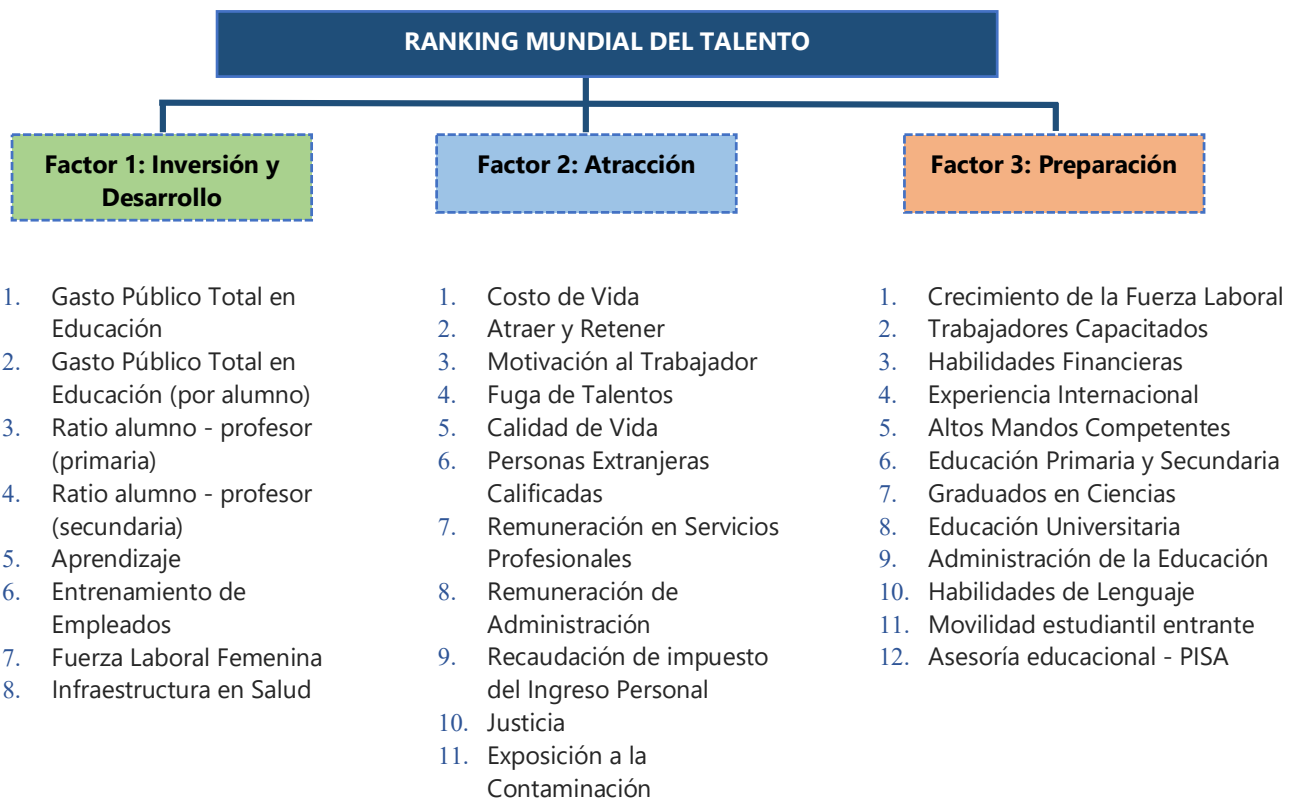 RANKING MUNDIAL DEL TALENTO
Factor 1: Inversión y
Desarrollo
1. Gasto Público Total en
Educación
2. Gasto Público Total en
Educación (por alumno)
3. Ratio alumno - profesor
(primaria)
4. Ratio alumno - profesor
(secundaria)
5. Aprendizaje
6. Entrenamiento de
Empleados
7. Fuerza Laboral Femenina
8. Infraestructura en Salud
Factor 2: Atracción
1. Costo de Vida
2. Atraer y Retener
3. Motivación al Trabajador
4. Fuga de Talentos
5. Calidad de Vida
6. Personas Extranjeras
Calificadas
7. Remuneración en Servicios
Profesionales
8. Remuneración de
Administración
9. Recaudación de impuesto
del Ingreso Personal
10. Justicia
11. Exposición a la
Contaminación
Factor 3: Preparación
1. Crecimiento de la Fuerza Laboral
2. Trabajadores Capacitados
3. Habilidades Financieras
4. Experiencia Internacional
5. Altos Mandos Competentes
6. Educación Primaria y Secundaria
7. Graduados en Ciencias
8. Educación Universitaria
9. Administración de la Educación
10. Habilidades de Lenguaje
11. Movilidad estudiantil entrante
12. Asesoría educacional - PISA